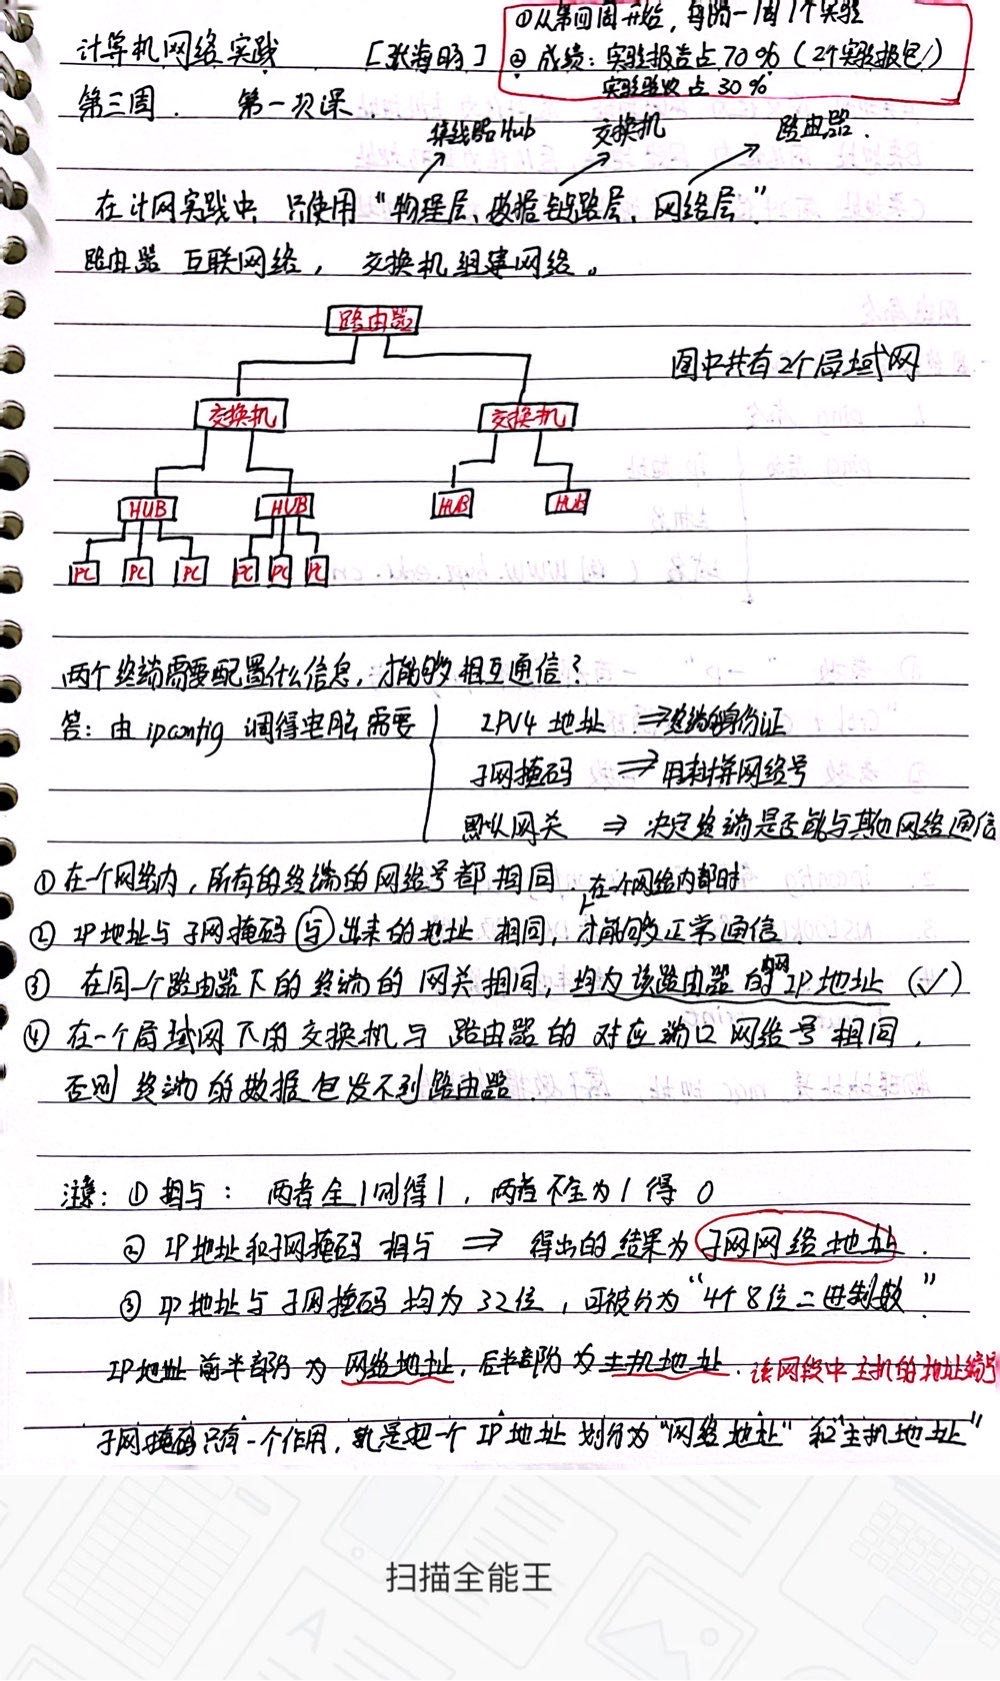 ①从第四周开始，每隔一周1个实验
计算机网络实践 [张海旸] ② 成绩：实验报告占70%（2个实验报告）
实验验收占30%
第三周. 第一次课.
集线器Hub 交换机 路由器.
在计网实践中，只使用“物理层、数据链路层、网络层”
路由器 互联网络， 交换机组建网络。
路由器
图中共有2个局域网
交换机 交换机
HUB HUB HUB HUB
PC PC PC PC PC PC
两个终端需要配置什么信息，才能够相互通信？
答：由 ipconfig 调得电脑需要 IPV4 地址 ⇒终端的身份证
子网掩码 ⇒ 用来拼网络号
默认网关 ⇒ 决定终端是否能与其他网络通信
①在一个网络内，所有的终端的网络号都相同. 在一个网络内部时
② IP地址与子网掩码(与)出来的地址 相同，才能够正常通信.
③ 在同一个路由器下的终端的 网关相同，均为该路由器的内网IP地址 (√)
④ 在一个局域网下的交换机与 路由器的 对应端口 网络号相同，
否则终端的数据包发不到路由器.
注意：① 相与： 两者全1则得1，两者不全为1得 0
② IP地址和子网掩码 相与 ⇒ 得出的结果为 子网网络地址.
③ IP地址与子网掩码 均为32位，可被分为“4个8位二进制数”
IP地址 前半部分为 网络地址，后半部分为主机地址. 该网段中主机的地址编号
子网掩码只有一个作用，就是把一个IP地址 划分为“网络地址”和“主机地址”
扫描全能王